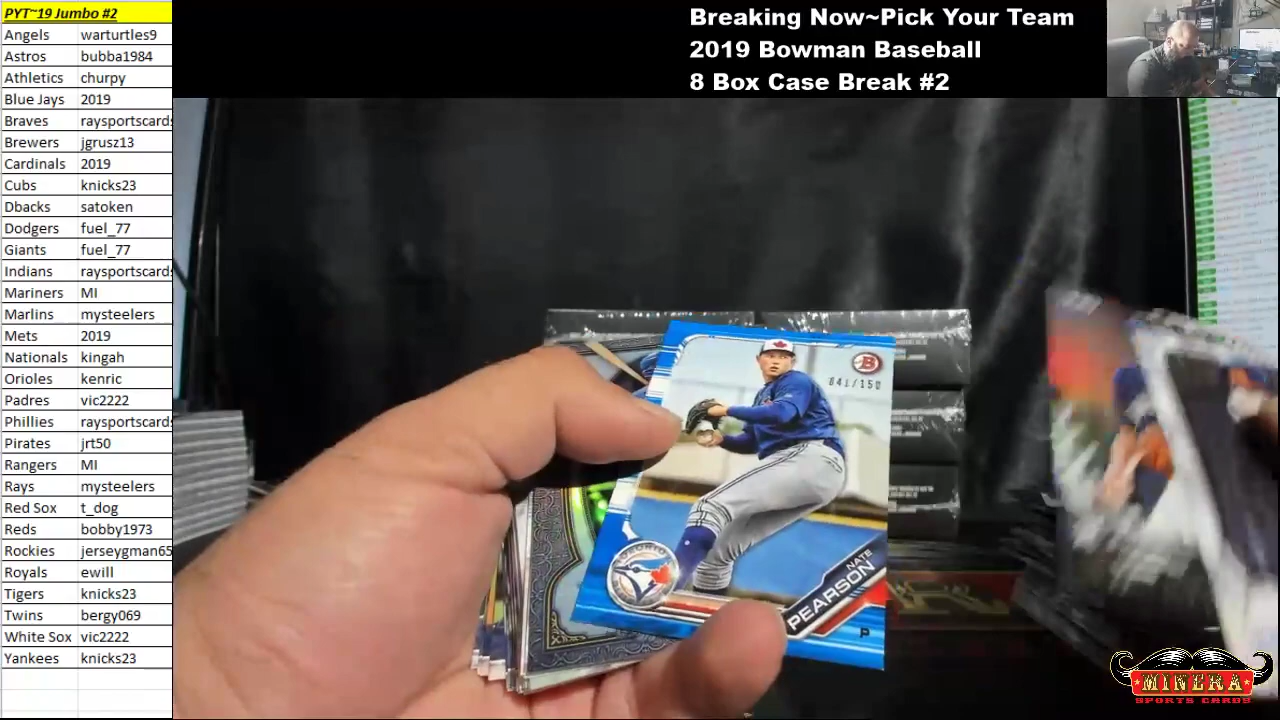 PYT~19 Jumbo #2
Angels warturtles9
Astros bubba1984
Athletics churpy
Blue Jays 2019
Braves raysportscards
Brewers jgrusz13
Cardinals 2019
Cubs knicks23
Dbacks satoken
Dodgers fuel_77
Giants fuel_77
Indians raysportscards
Mariners MI
Marlins mysteelers
Mets 2019
Nationals kingah
Orioles kenric
Padres vic2222
Phillies raysportscards
Pirates jrt50
Rangers MI
Rays mysteelers
Red Sox t_dog
Reds bobby1973
Rockies jerseygman65
Royals ewill
Tigers knicks23
Twins bergy069
White Sox vic2222
Yankees knicks23
Breaking Now~Pick Your Team
2019 Bowman Baseball
8 Box Case Break #2
B
041/150
NATE
PEARSON
P
MINERA
SPORTS CARDS